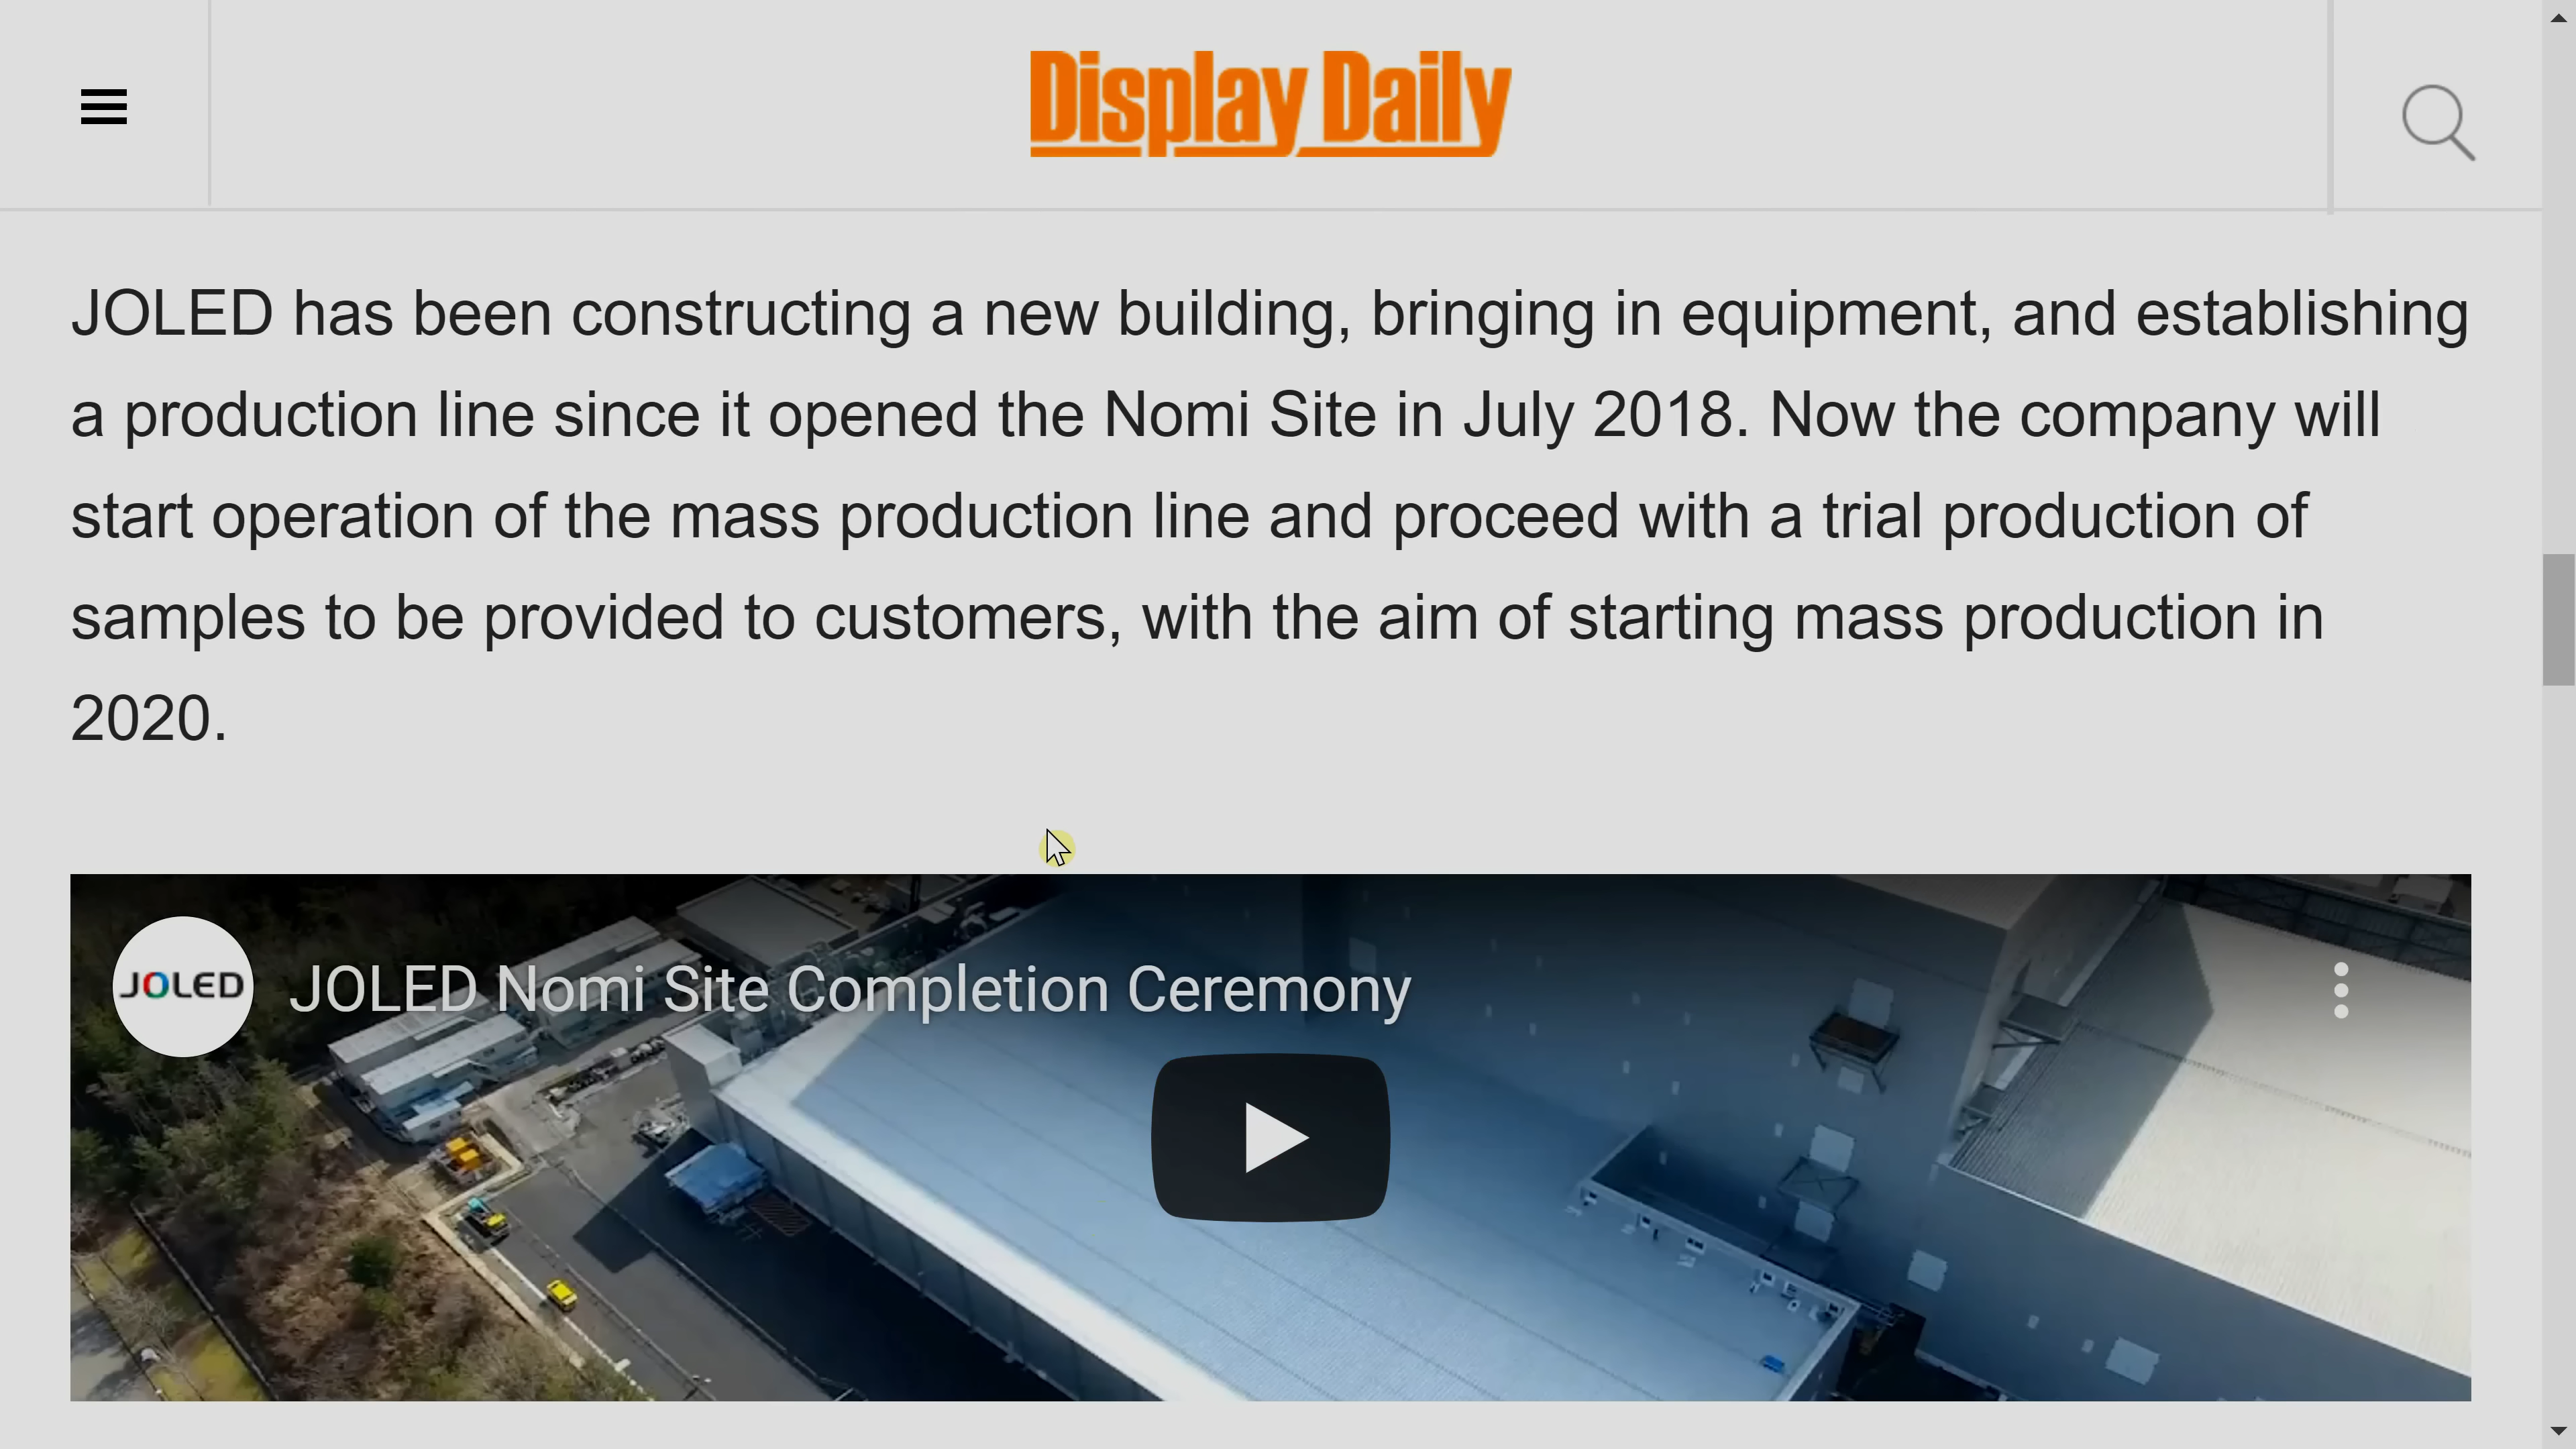 Display Daily
JOLED has been constructing a new building, bringing in equipment, and establishing
a production line since it opened the Nomi Site in July 2018. Now the company will
start operation of the mass production line and proceed with a trial production of
samples to be provided to customers, with the aim of starting mass production in
2020.
JOLED
JOLED Nomi Site Completion Ceremony